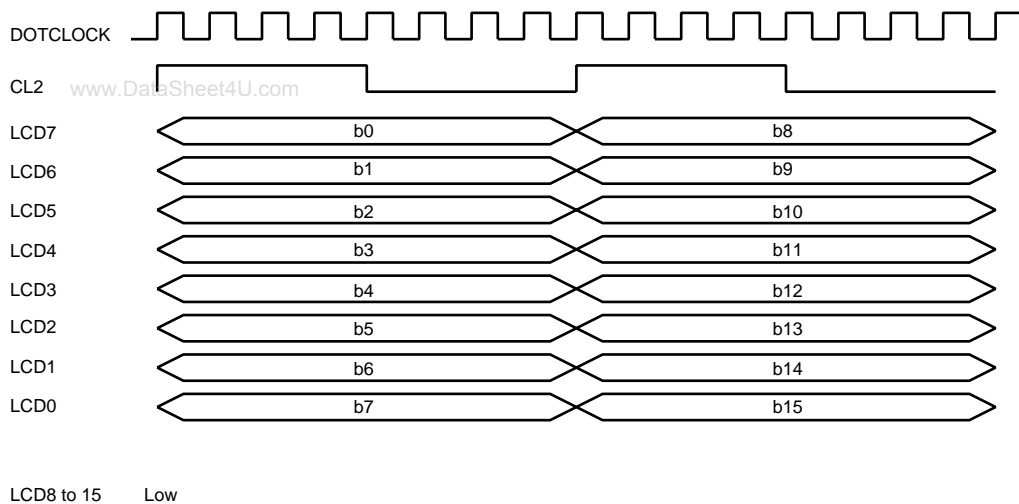 DOTCLOCK
CL2 www.DataSheet4U.com
LCD7 b0 b8
LCD6 b1 b9
LCD5 b2 b10
LCD4 b3 b11
LCD3 b4 b12
LCD2 b5 b13
LCD1 b6 b14
LCD0 b7 b15
LCD8 to 15 Low